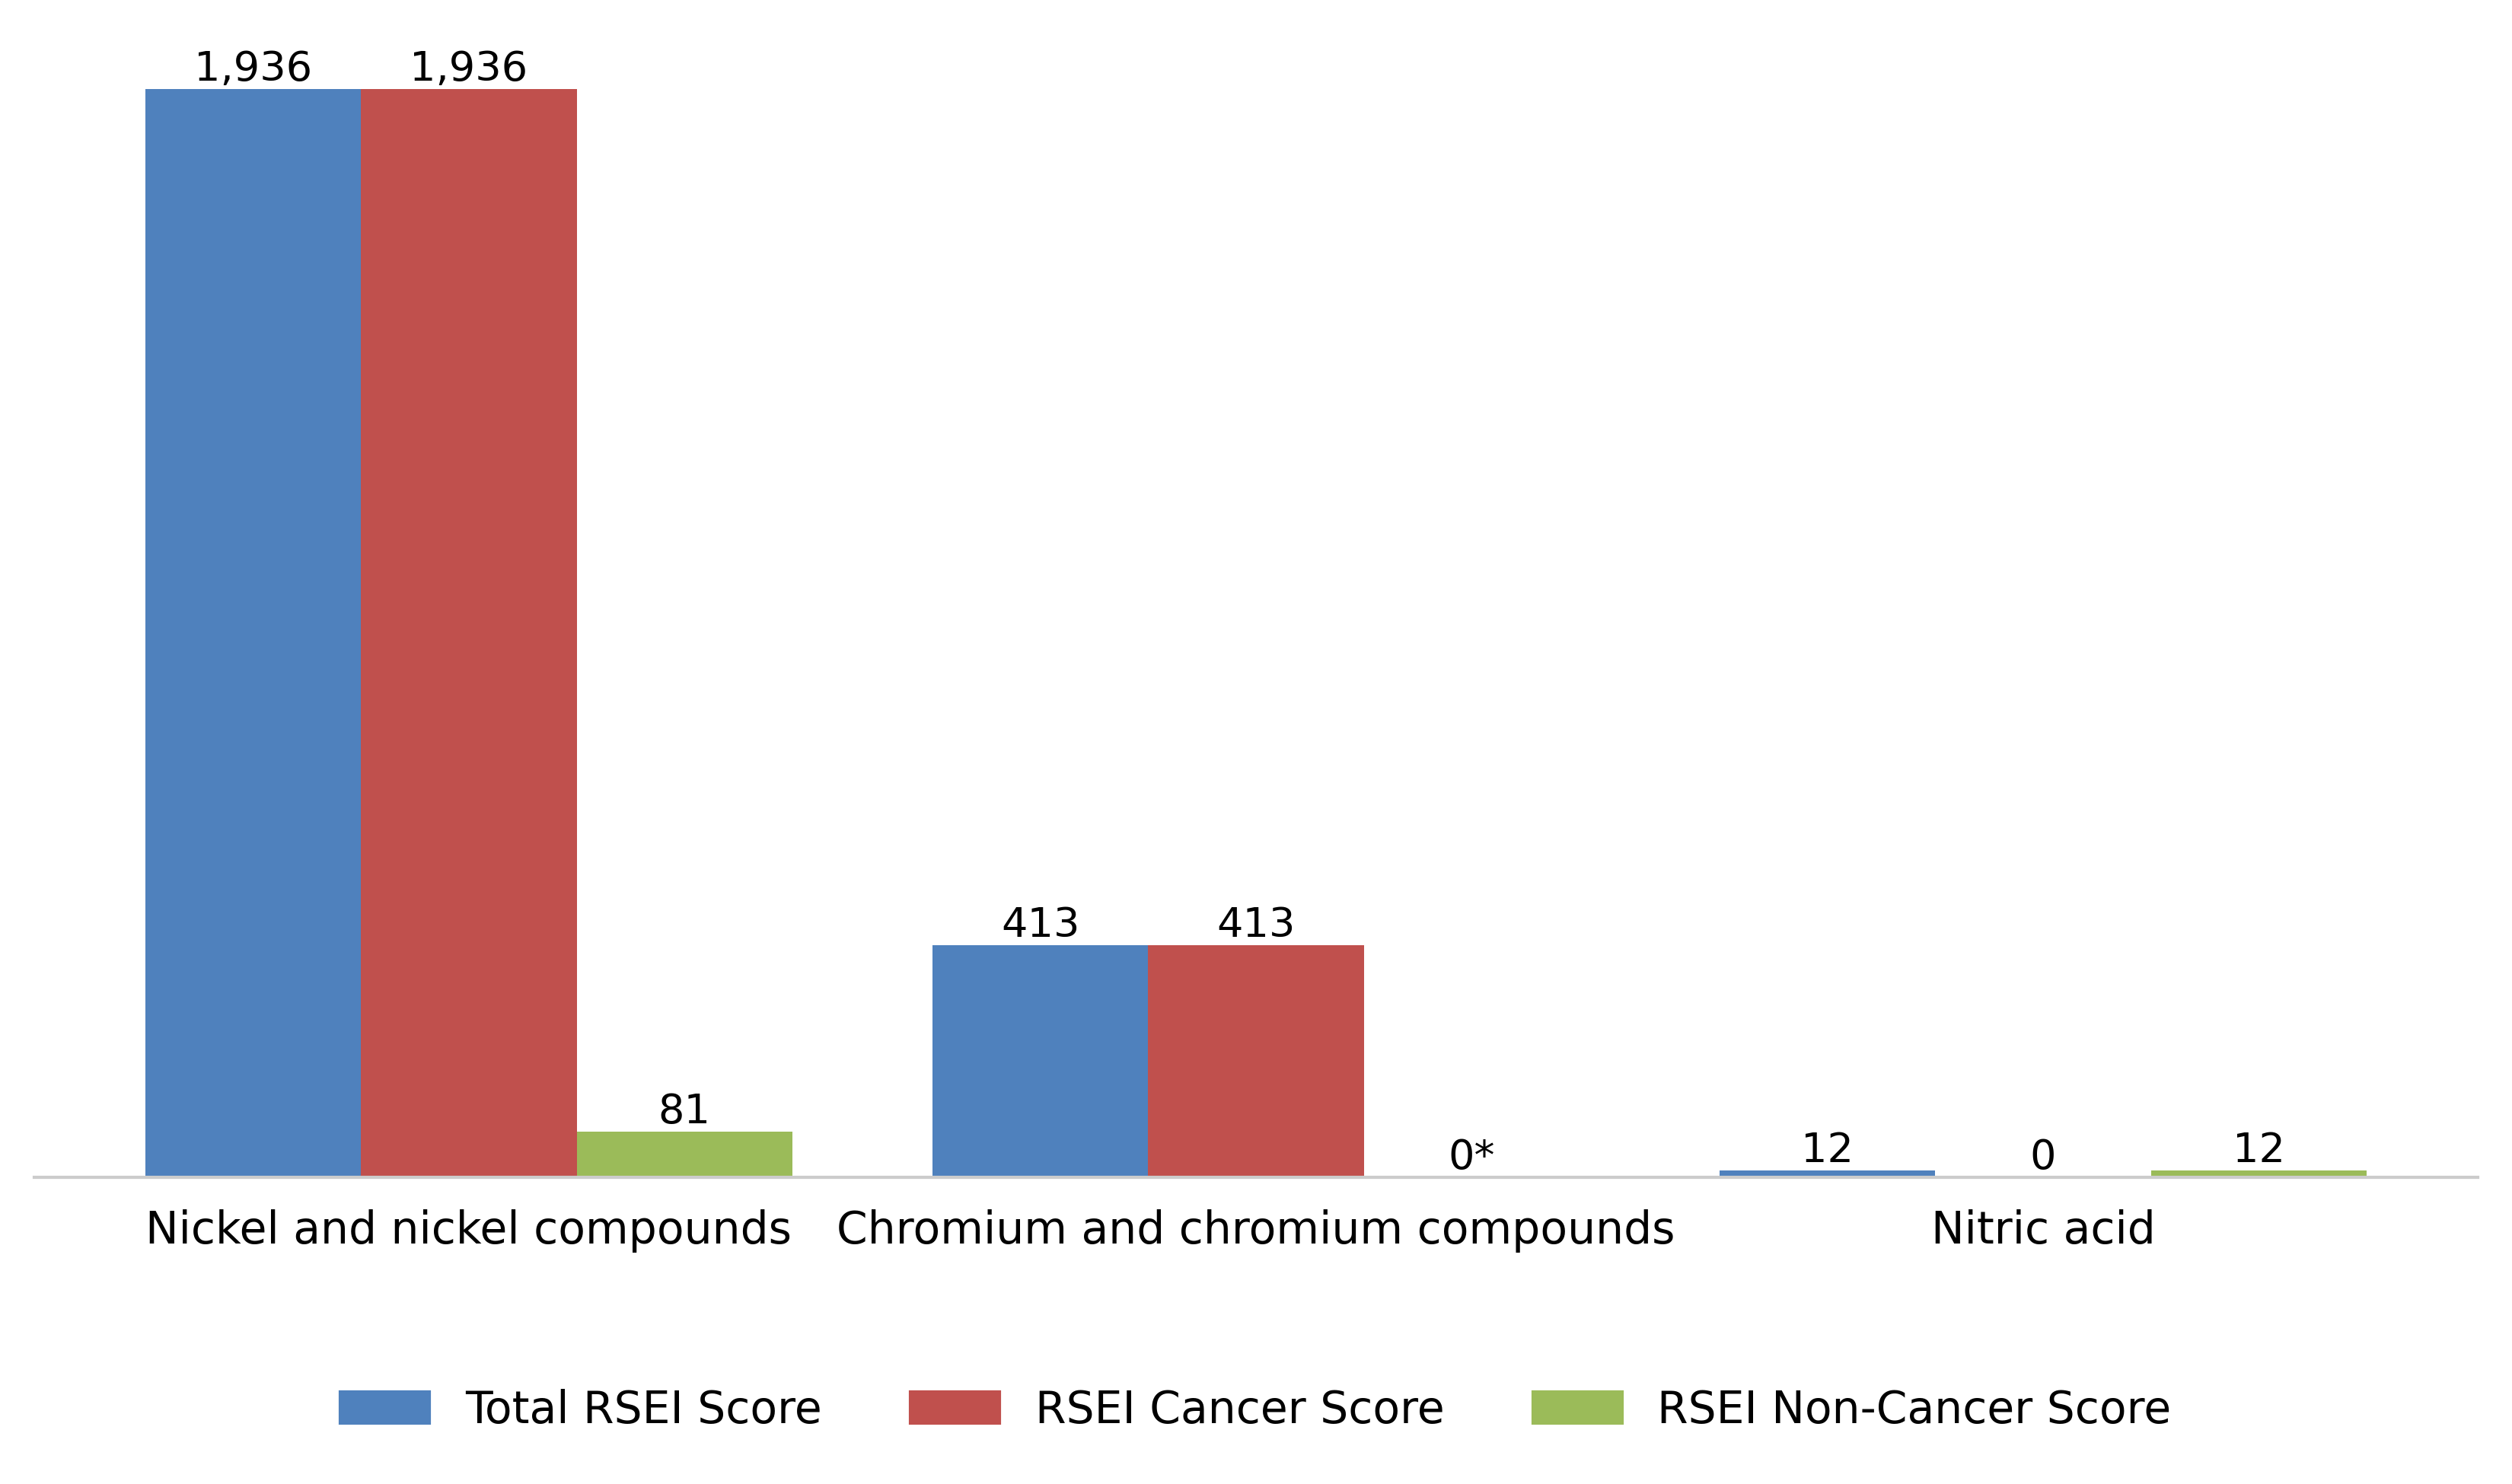 1,936 1,936
413 413
81
0* 12 0 12
Nickel and nickel compounds Chromium and chromium compounds Nitric acid
Total RSEI Score RSEI Cancer Score RSEI Non-Cancer Score